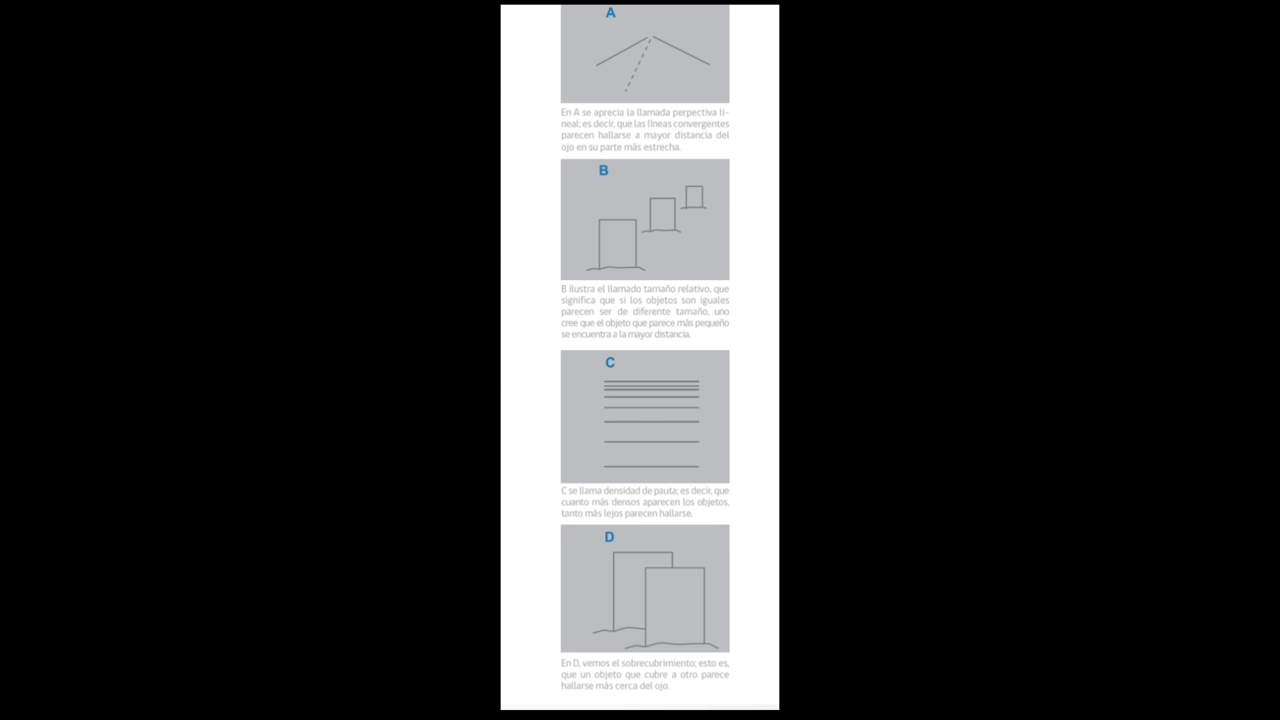 A
En A se aprecia la llamada perpectiva li-
neal; es decir, que las líneas convergentes
parecen hallarse a mayor distancia del
ojo en su parte más estrecha.
B
B ilustra el llamado tamaño relativo, que
significa que si los objetos son iguales
parecen ser de diferente tamaño, uno
cree que el objeto que parece más pequeño
se encuentra a la mayor distancia.
C
C se llama densidad de pauta; es decir, que
cuanto más densos aparecen los objetos,
tanto más lejos parecen hallarse.
D
En D, vemos el sobrecubrimiento; esto es,
que un objeto que cubre a otro parece
hallarse más cerca del ojo.